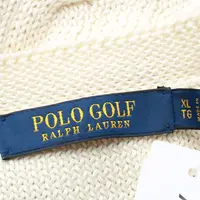 POLO GOLF
RALPH LAUREN
XL
TG